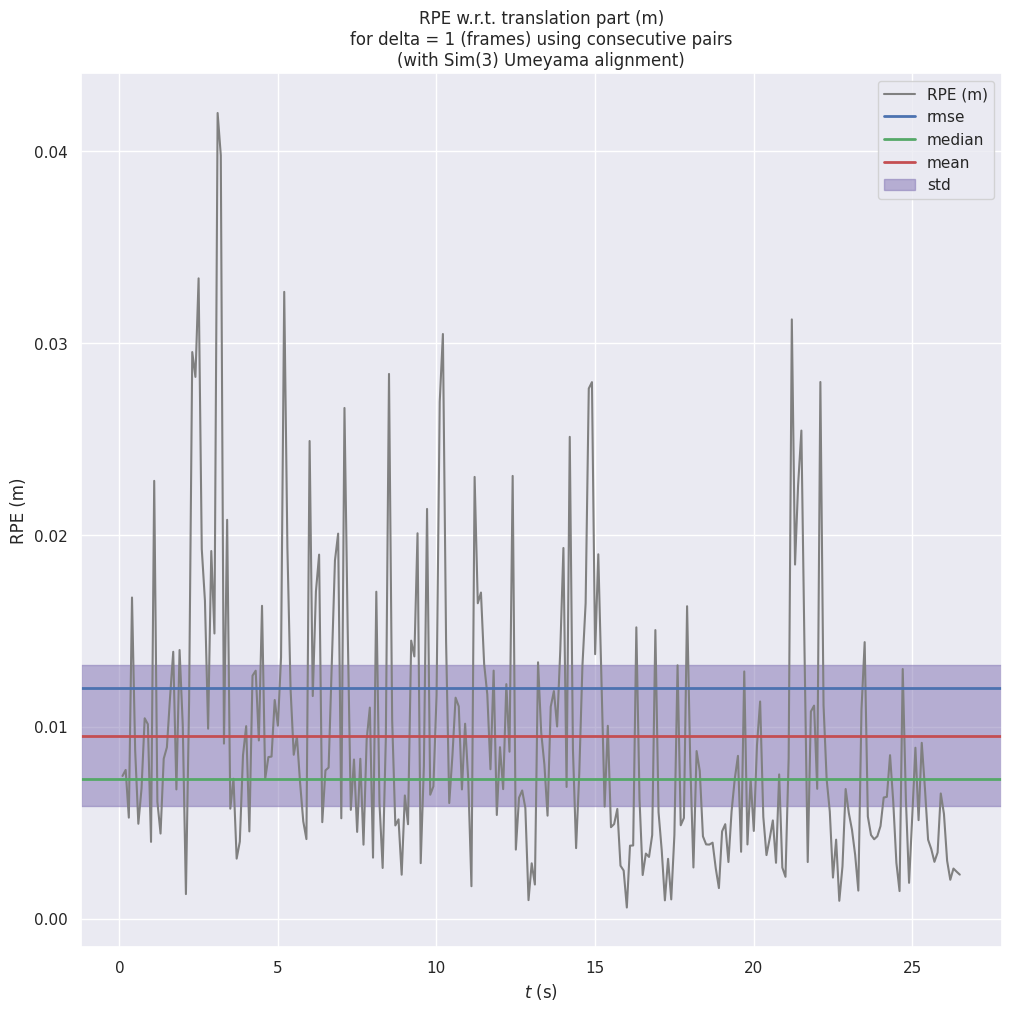 RPE w.r.t. translation part (m)
for delta = 1 (frames) using consecutive pairs
(with Sim(3) Umeyama alignment)
RPE (m)
rmse
median
mean
std
0.04
0.03
0.02
0.01
0.00
RPE (m)
0
5
10
15
20
25
t (s)